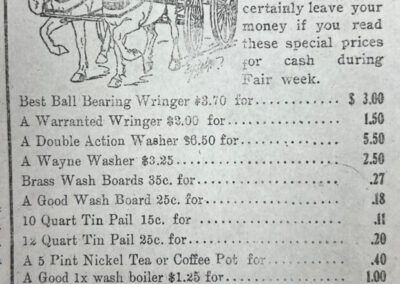 certainly leave your
money if you read
these special prices
for cash during
Fair week.
Best Ball Bearing Wringer $3.70 for............. $ 3.00
A Warranted Wringer $2.00 for............... 1.50
A Double Action Washer $6.50 for............. 5.50
A Wayne Washer $3.25..................... 2.50
Brass Wash Boards 35c. for................. .27
A Good Wash Board 25c. for................ .18
10 Quart Tin Pail 15c. for .................. .11
12 Quart Tin Pail 25c. for.................. .20
A 5 Pint Nickel Tea or Coffee Pot for......... .40
A Good 1x wash boiler $1.25 for............. 1.00